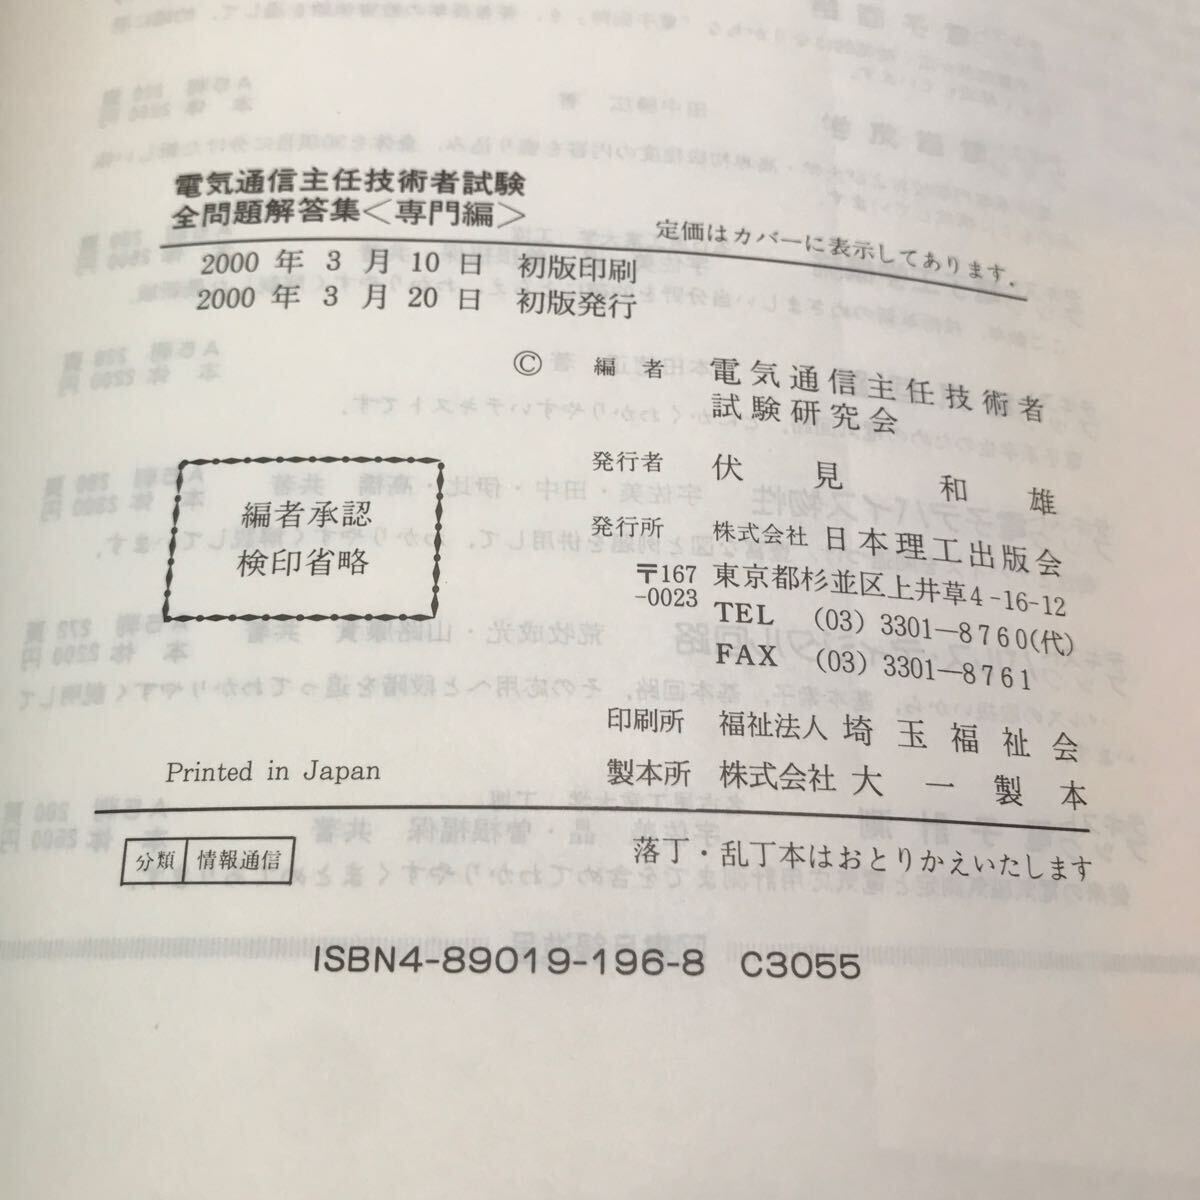 電気通信主任技術者試験
全問題解答集＜専門編＞
定価はカバーに表示してあります．
2000 年 3 月 10 日 初版印刷
2000 年 3 月 20 日 初版発行
© 編者 電気通信主任技術者
試験研究会
発行者 伏見和雄
発行所 株式会社 日本理工出版会
〒167 東京都杉並区上井草4-16-12
-0023 TEL (03) 3301―8760(代)
FAX (03) 3301―8761
印刷所 福祉法人 埼玉福祉会
製本所 株式会社 大一製本
編者承認
検印省略
Printed in Japan
分類 情報通信
落丁・乱丁本はおとりかえいたします
ISBN4-89019-196-8 C3055